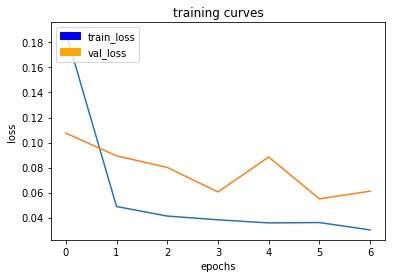 training curves
train_loss
val_loss
0.18
0.16
0.14
0.12
0.10
0.08
0.06
0.04
loss
0 1 2 3 4 5 6
epochs